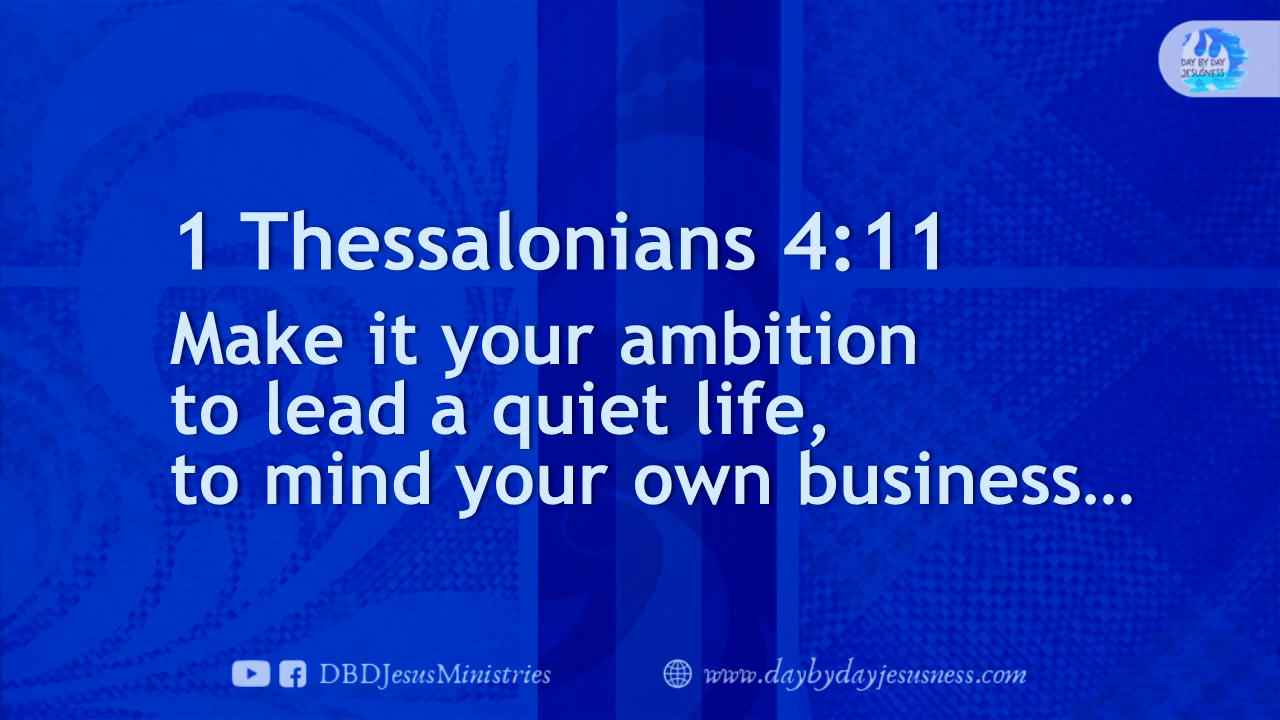 DAY BY DAY
JESUSNESS
1 Thessalonians 4:11
Make it your ambition
to lead a quiet life,
to mind your own business…
DBDJesusMinistries
www.daybydayjesusness.com